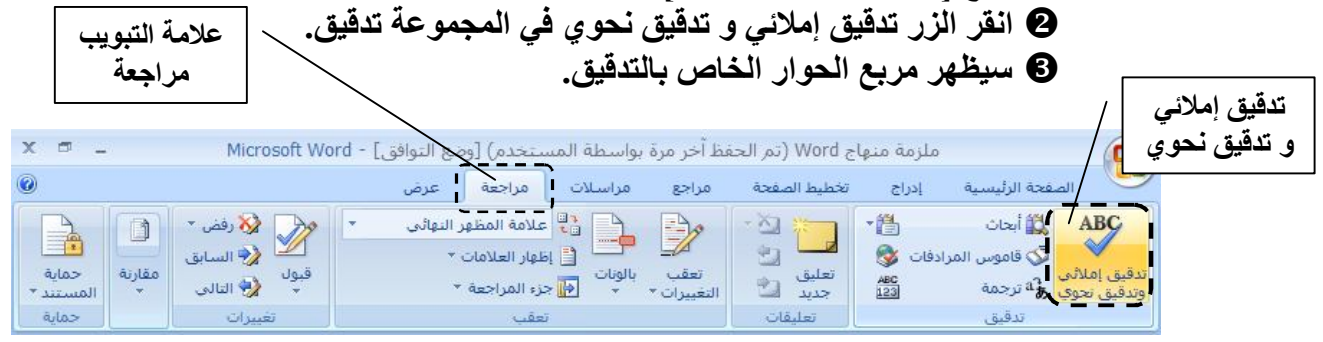 ❷ انقر الزر تدقيق إملائي و تدقيق نحوي في المجموعة تدقيق.
❸ سيظهر مربع الحوار الخاص بالتدقيق.
علامة التبويب
مراجعة
تدقيق إملائي
و تدقيق نحوي
ملزمة منهاج Word (تم الحفظ آخر مرة بواسطة المستخدم) [وضع التوافق] - Microsoft Word
الصفحة الرئيسية إدراج تخطيط الصفحة مراجع مراسلات مراجعة عرض
ABC
تدقيق إملائي
وتدقيق نحوي
أبحاث
قاموس المرادفات
ترجمة
ABC
123
تدقيق
تعليق
جديد
تعليقات
تعقب
التغييرات
بالونات
علامة المظهر النهائي
إظهار العلامات
جزء المراجعة
تعقب
قبول
رفض
السابق
التالي
تغييرات
مقارنة
حماية
المستند
حماية